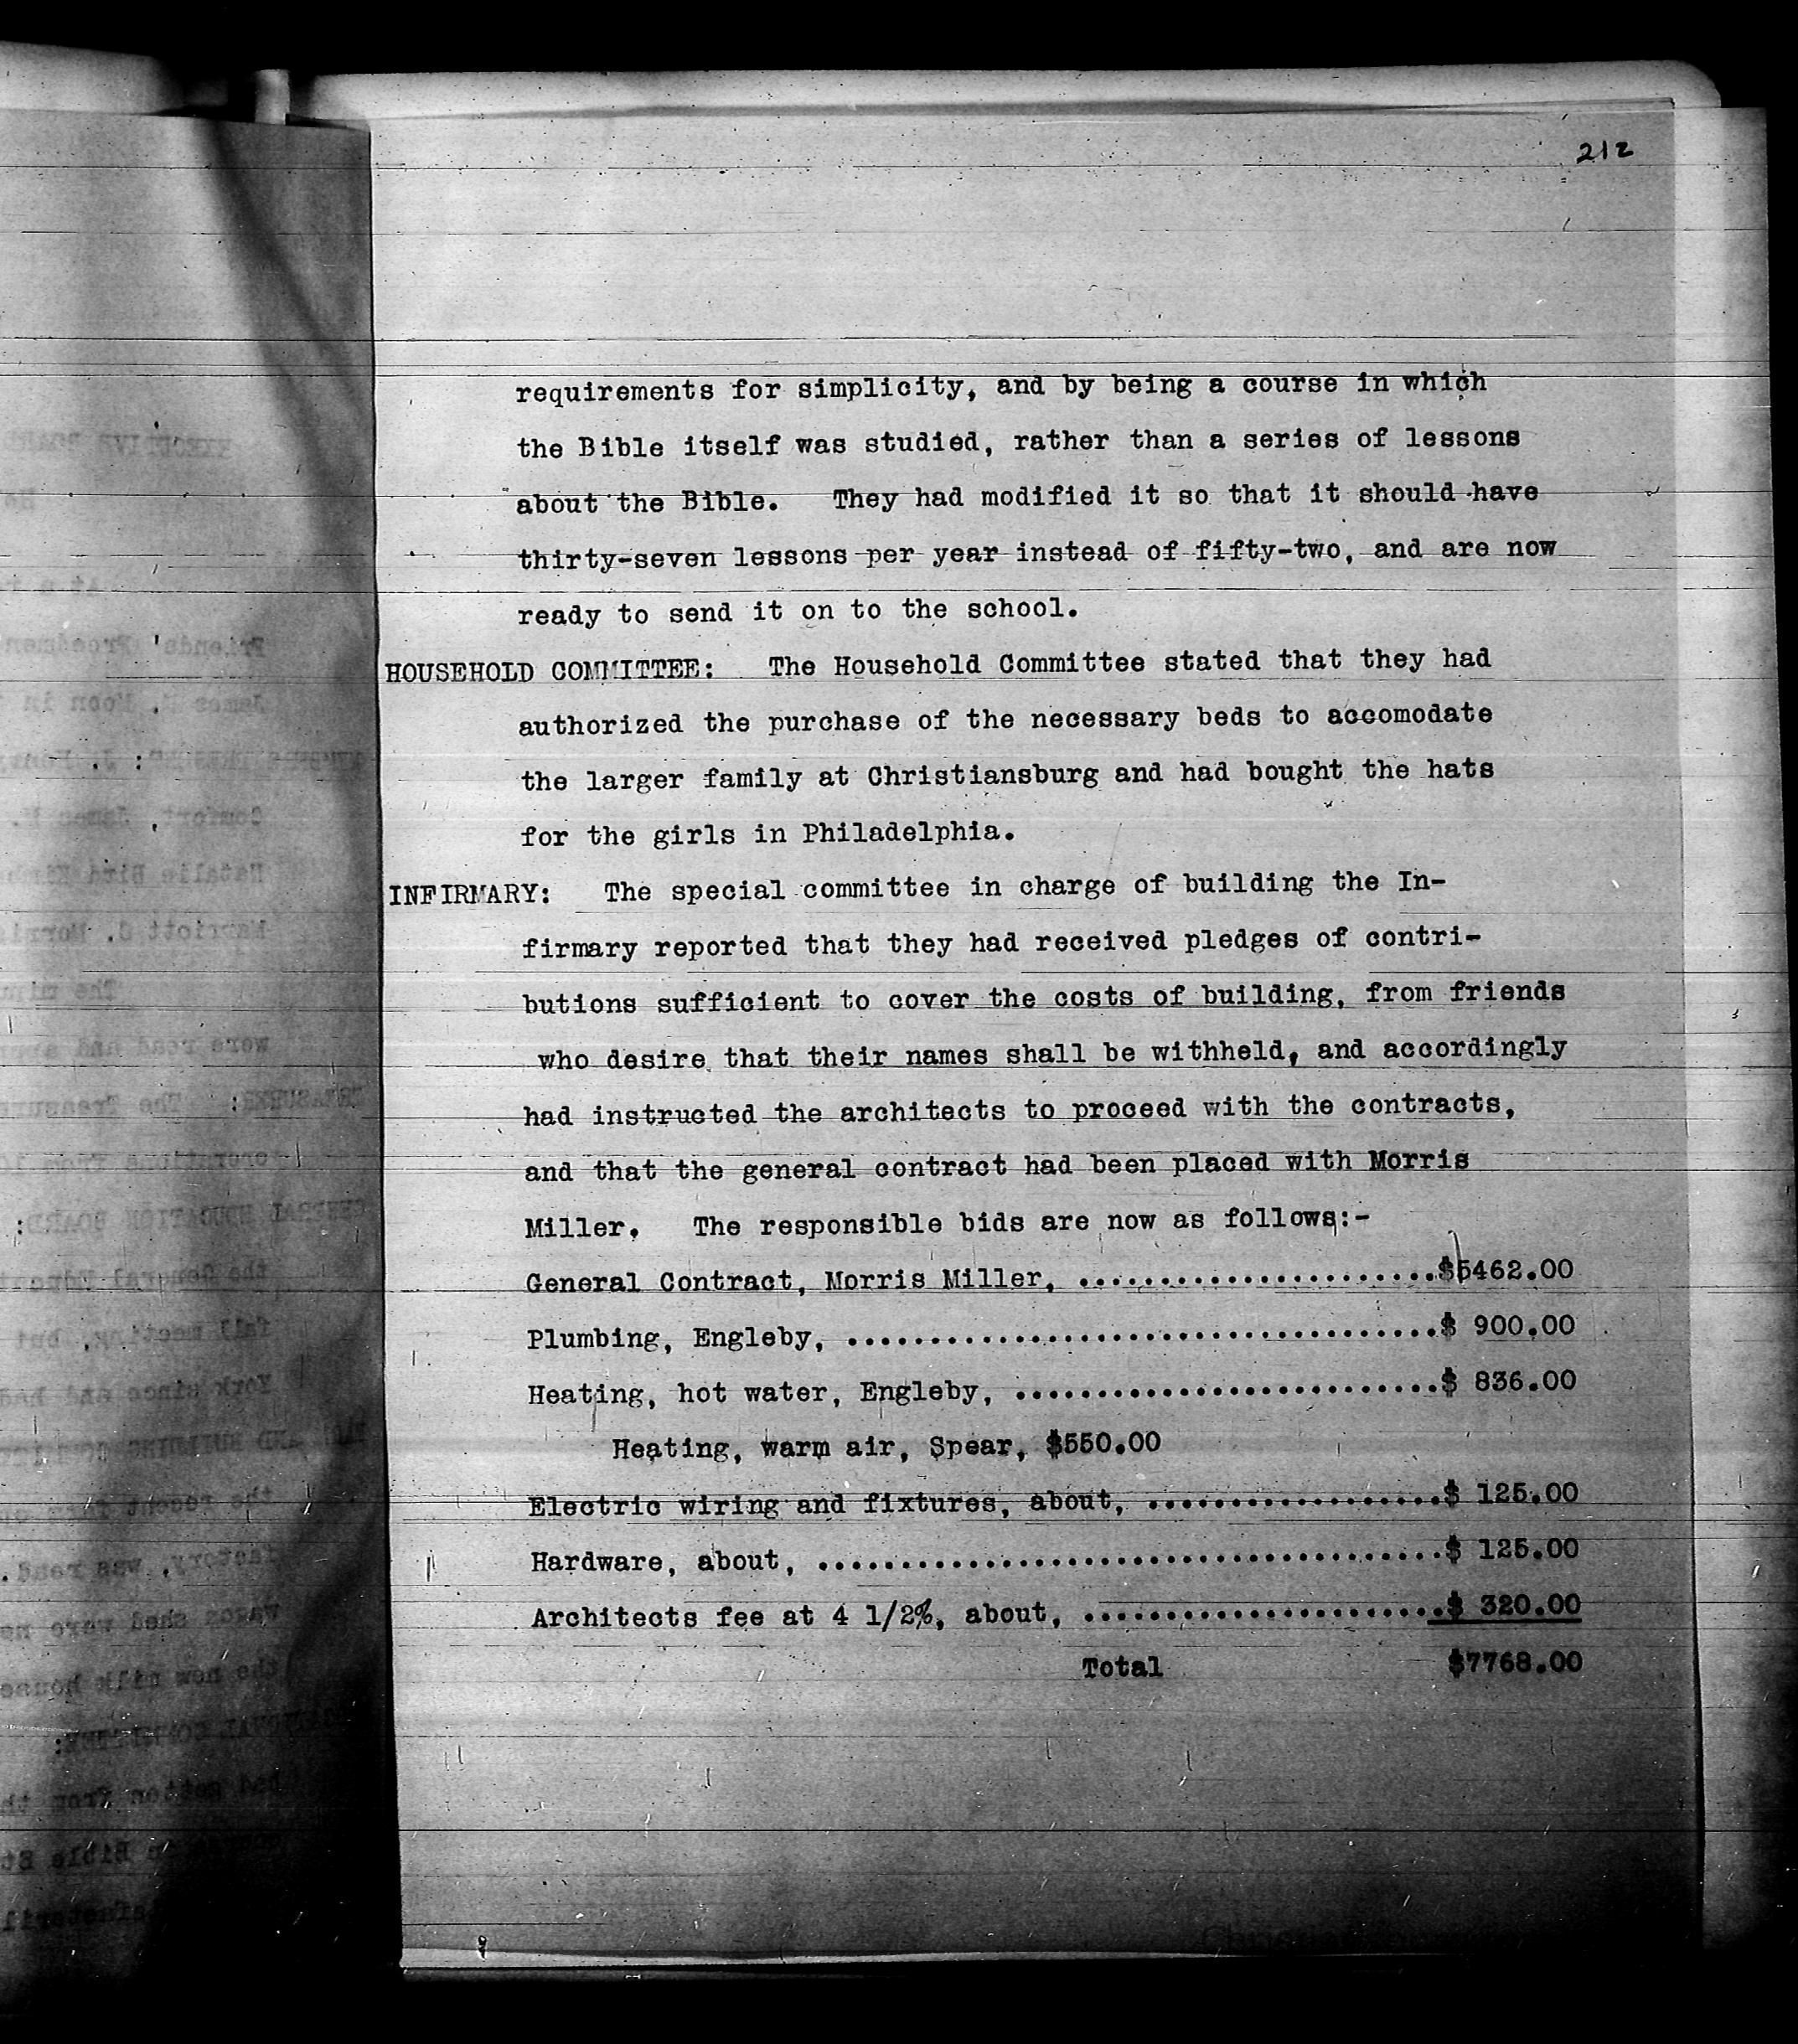 212
requirements for simplicity, and by being a course in which
the Bible itself was studied, rather than a series of lessons
about the Bible. They had modified it so that it should have
thirty-seven lessons per year instead of fifty-two, and are now
ready to send it on to the school.
HOUSEHOLD COMMITTEE: The Household Committee stated that they had
authorized the purchase of the necessary beds to accomodate
the larger family at Christiansburg and had bought the hats
for the girls in Philadelphia.
INFIRMARY: The special committee in charge of building the In-
firmary reported that they had received pledges of contri-
butions sufficient to cover the costs of building, from friends
who desire that their names shall be withheld, and accordingly
had instructed the architects to proceed with the contracts,
and that the general contract had been placed with Morris
Miller. The responsible bids are now as follows:-
General Contract, Morris Miller, ......................$5462.00
Plumbing, Engleby, ....................................$ 900.00
Heating, hot water, Engleby, ..........................$ 836.00
Heating, warm air, Spear, $550.00
Electric wiring and fixtures, about, ..................$ 125.00
Hardware, about, ......................................$ 125.00
Architects fee at 4 1/2%, about, ......................$ 320.00
Total $7768.00